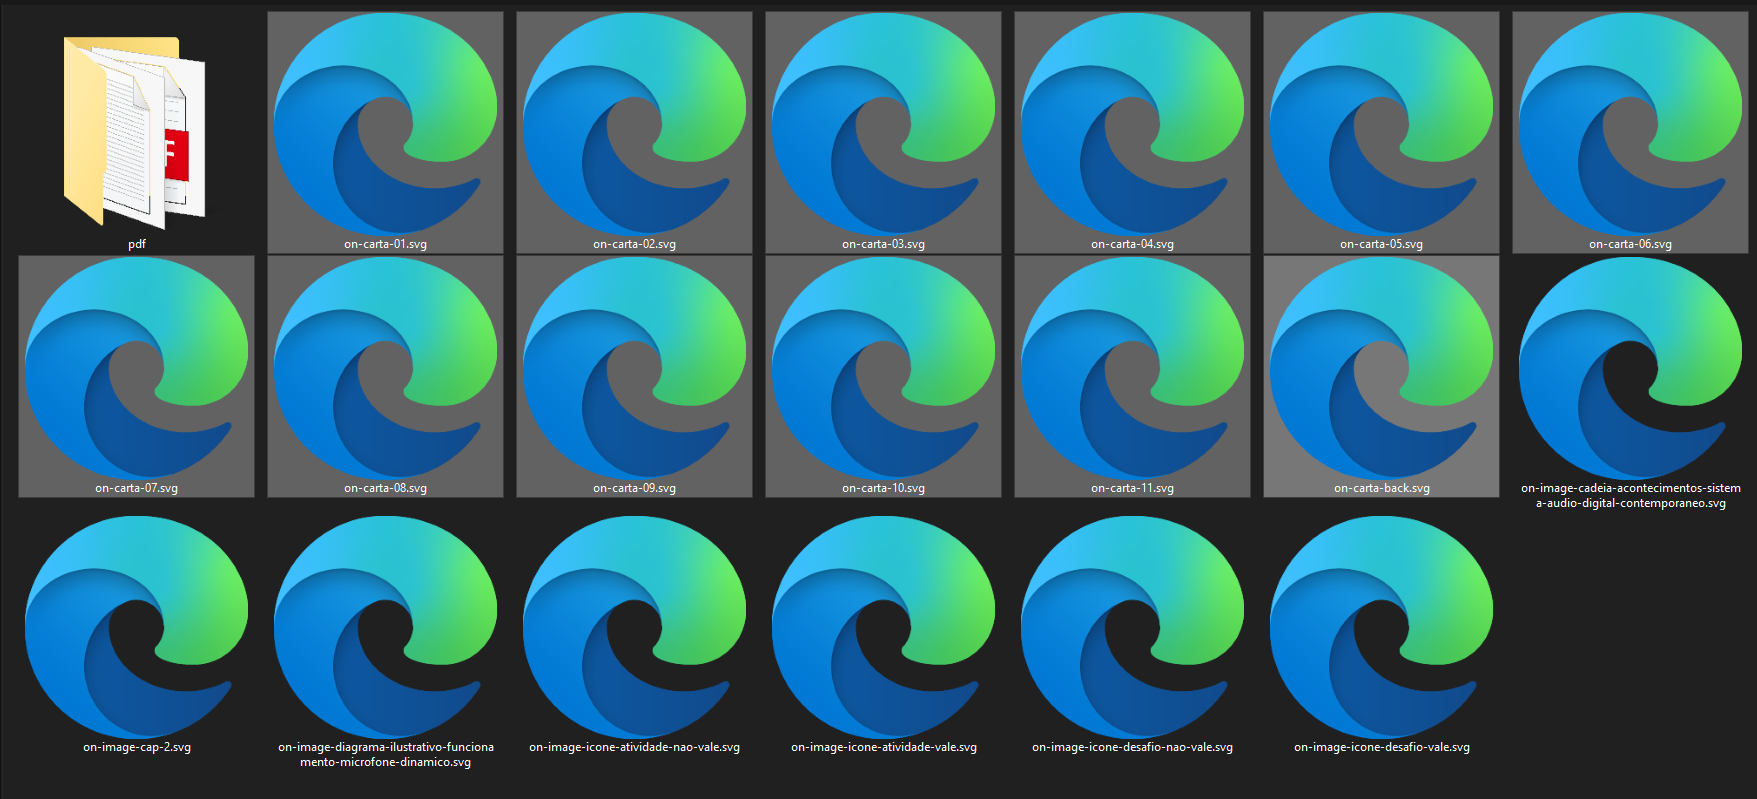 F
pdf
on-carta-01.svg
on-carta-02.svg
on-carta-03.svg
on-carta-04.svg
on-carta-05.svg
on-carta-06.svg
on-carta-07.svg
on-carta-08.svg
on-carta-09.svg
on-carta-10.svg
on-carta-11.svg
on-carta-back.svg
on-image-cadeia-acontecimentos-sistem
a-audio-digital-contemporaneo.svg
on-image-cap-2.svg
on-image-diagrama-ilustrativo-funciona
mento-microfone-dinamico.svg
on-image-icone-atividade-nao-vale.svg
on-image-icone-atividade-vale.svg
on-image-icone-desafio-nao-vale.svg
on-image-icone-desafio-vale.svg